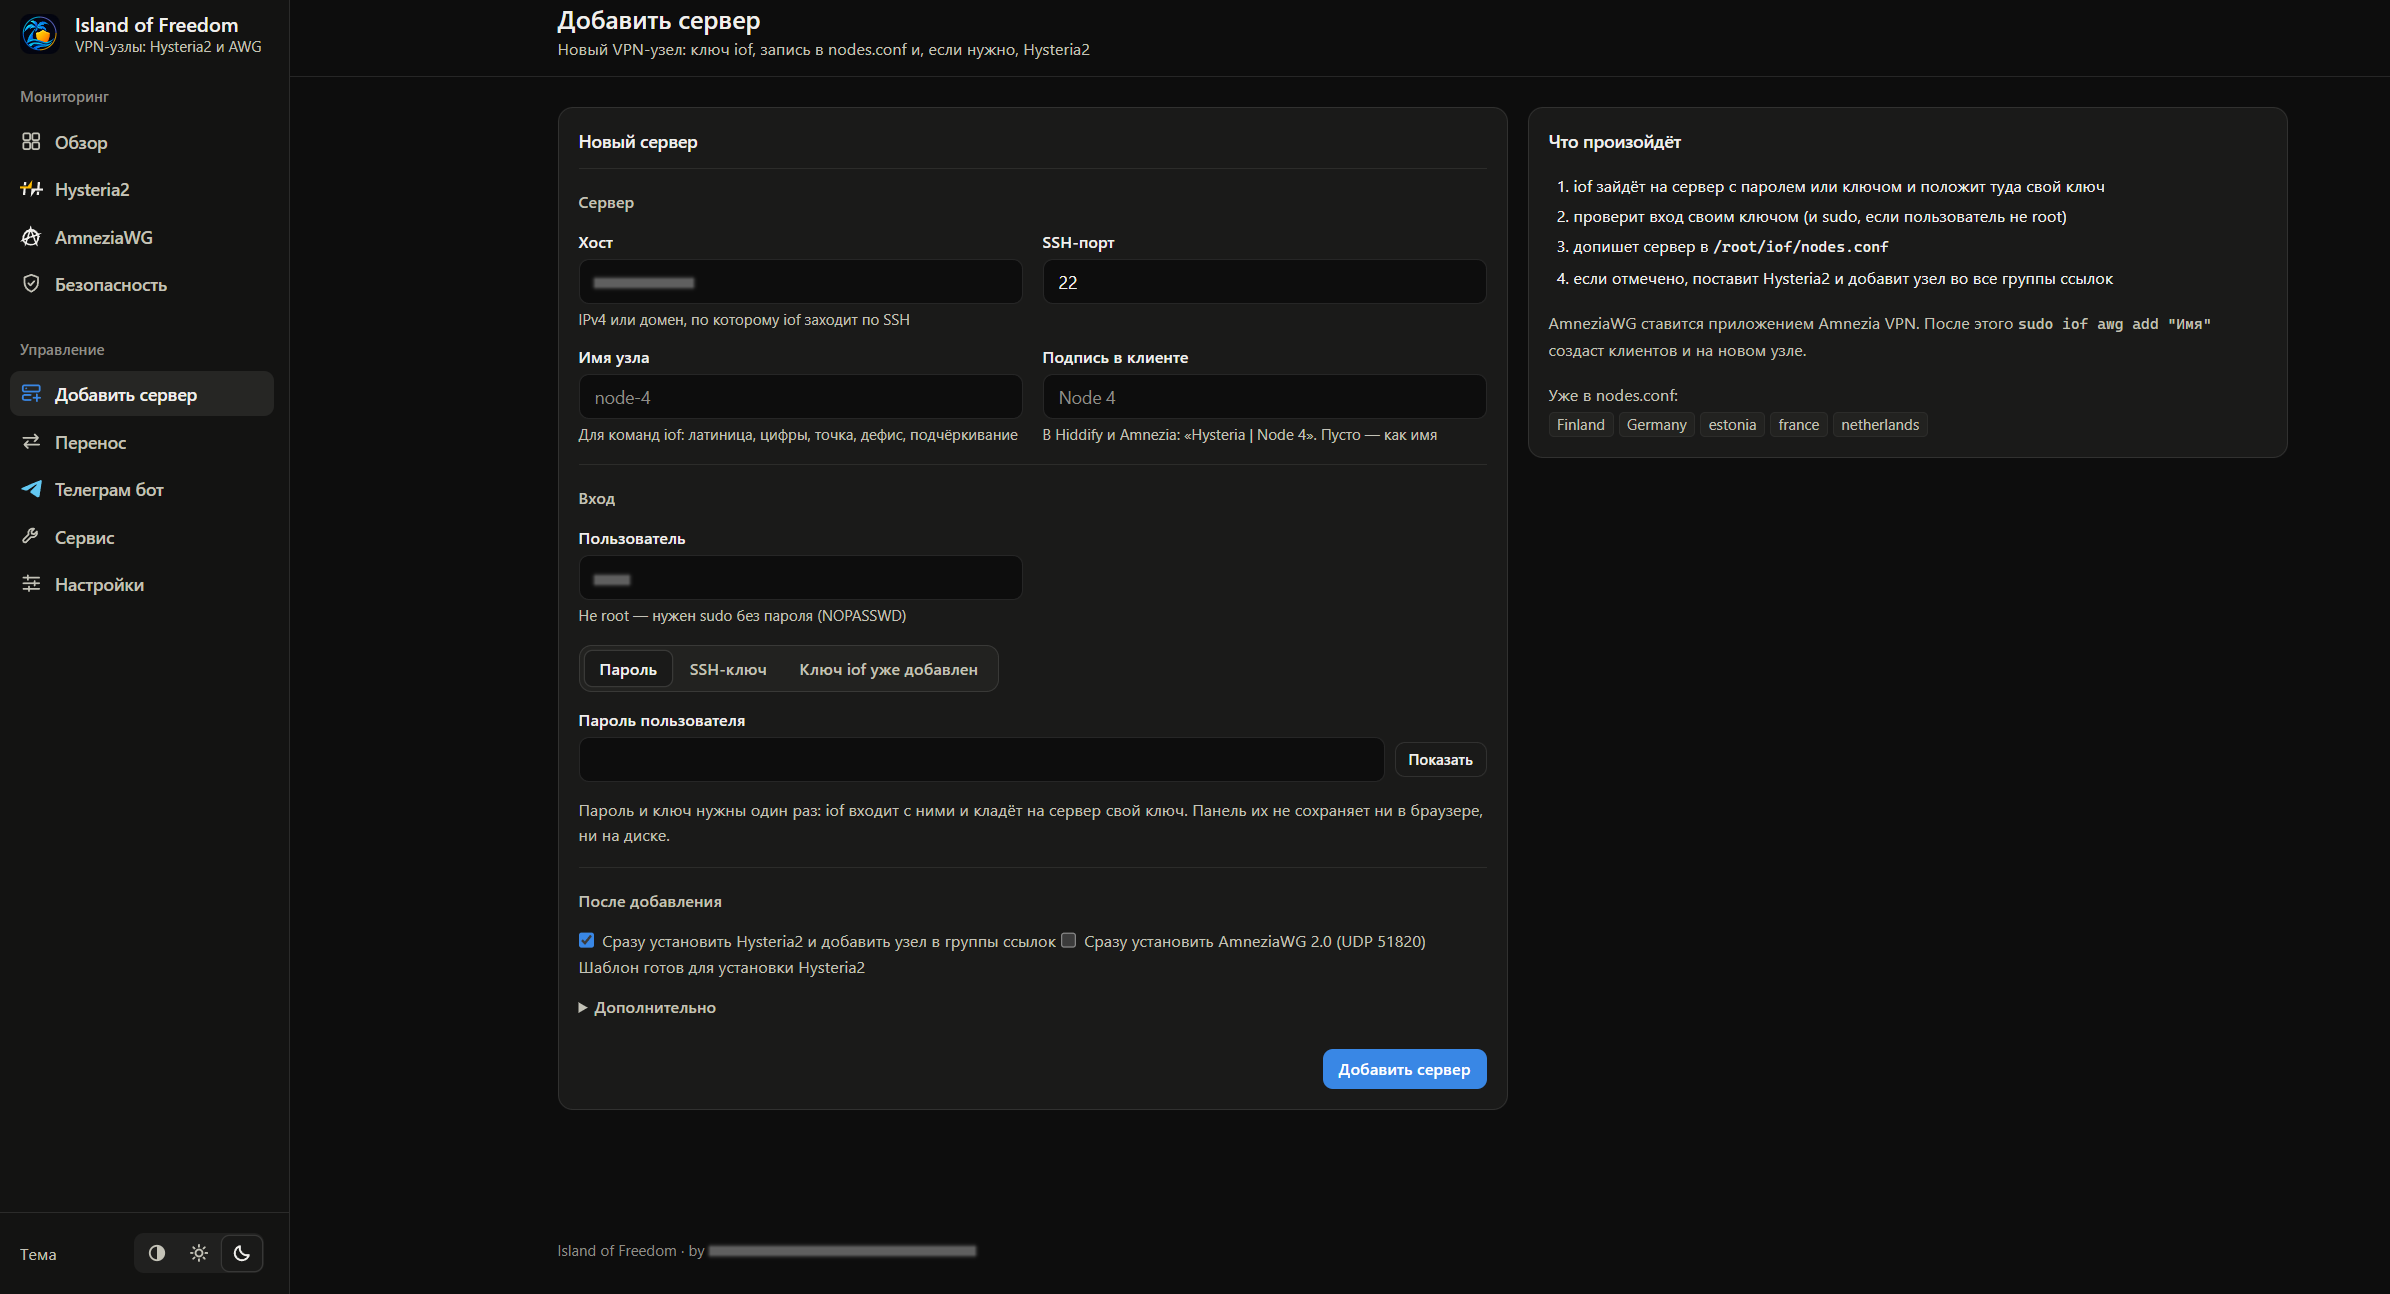 Island of Freedom
VPN-узлы: Hysteria2 и AWG
Мониторинг
Обзор
Hysteria2
AmneziaWG
Безопасность
Управление
Добавить сервер
Перенос
Телеграм бот
Сервис
Настройки
Тема
Добавить сервер
Новый VPN-узел: ключ iof, запись в nodes.conf и, если нужно, Hysteria2
Новый сервер
Сервер
Хост
SSH-порт
22
IPv4 или домен, по которому iof заходит по SSH
Имя узла
Подпись в клиенте
node-4
Node 4
Для команд iof: латиница, цифры, точка, дефис, подчёркивание
В Hiddify и Amnezia: «Hysteria | Node 4». Пусто — как имя
Вход
Пользователь
Не root — нужен sudo без пароля (NOPASSWD)
Пароль
SSH-ключ
Ключ iof уже добавлен
Пароль пользователя
Показать
Пароль и ключ нужны один раз: iof входит с ними и кладёт на сервер свой ключ. Панель их не сохраняет ни в браузере,
ни на диске.
После добавления
Сразу установить Hysteria2 и добавить узел в группы ссылок
Сразу установить AmneziaWG 2.0 (UDP 51820)
Шаблон готов для установки Hysteria2
Дополнительно
Добавить сервер
Что произойдёт
1. iof зайдёт на сервер с паролем или ключом и положит туда свой ключ
2. проверит вход своим ключом (и sudo, если пользователь не root)
3. допишет сервер в /root/iof/nodes.conf
4. если отмечено, поставит Hysteria2 и добавит узел во все группы ссылок
AmneziaWG ставится приложением Amnezia VPN. После этого sudo iof awg add "Имя"
создаст клиентов и на новом узле.
Уже в nodes.conf:
Finland
Germany
estonia
france
netherlands
Island of Freedom · by